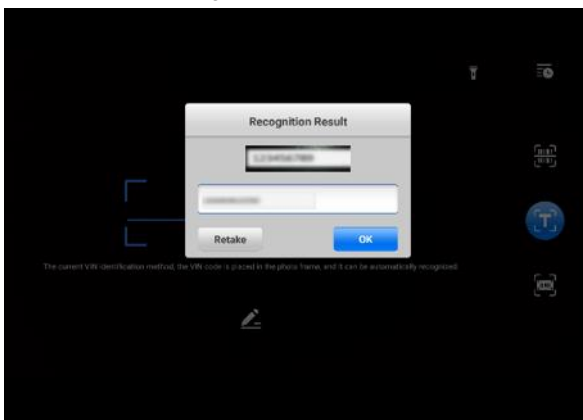 Recognition Result
123456789
Retake
OK
The current VIN identification method, the VIN code is placed in the photo frame, and it can be automatically recognized.